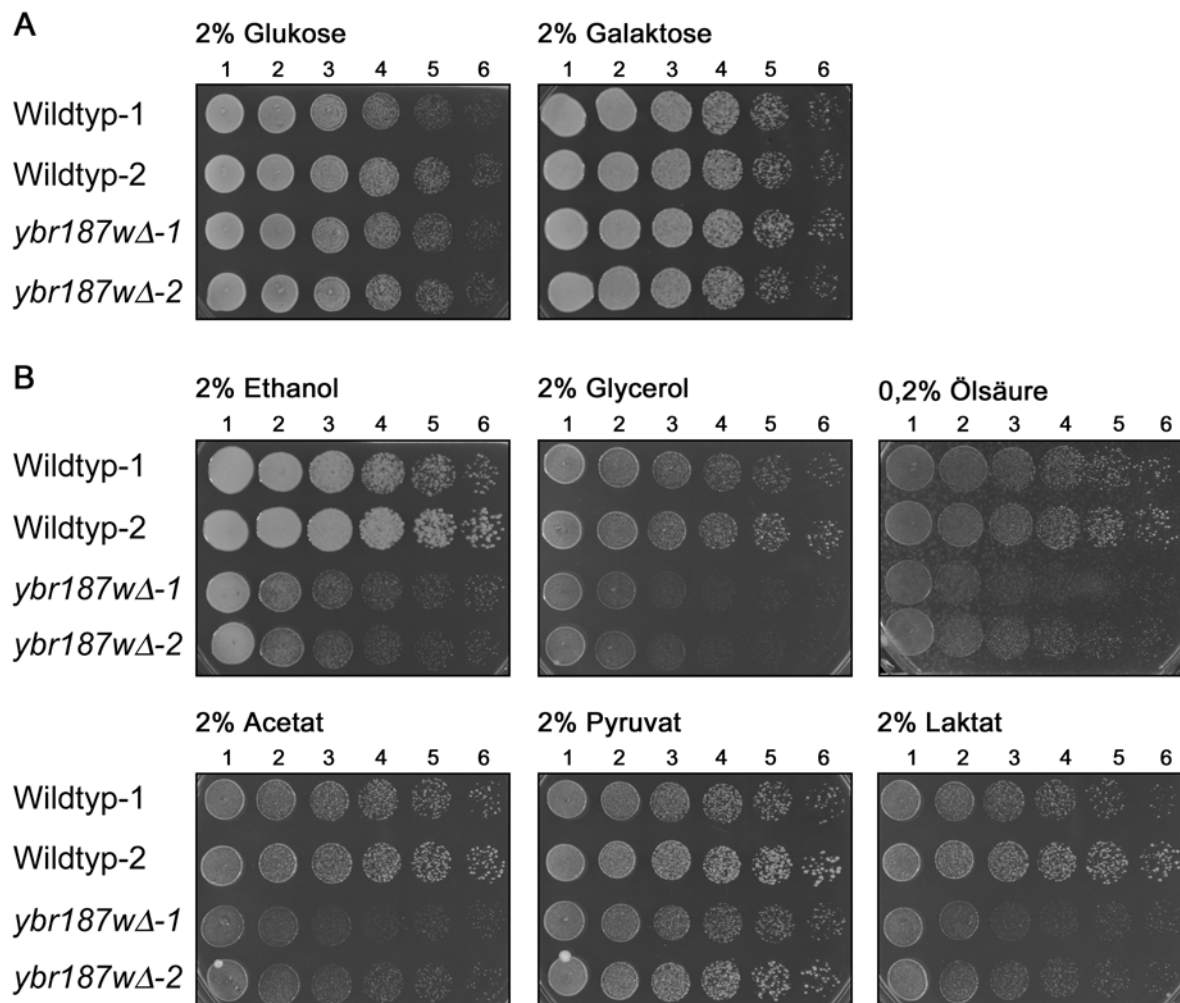 A
2% Glukose
2% Galaktose
1 2 3 4 5 6
1 2 3 4 5 6
Wildtyp-1
Wildtyp-2
ybr187wΔ-1
ybr187wΔ-2
B
2% Ethanol
2% Glycerol
0,2% Ölsäure
1 2 3 4 5 6
1 2 3 4 5 6
1 2 3 4 5 6
Wildtyp-1
Wildtyp-2
ybr187wΔ-1
ybr187wΔ-2
2% Acetat
2% Pyruvat
2% Laktat
1 2 3 4 5 6
1 2 3 4 5 6
1 2 3 4 5 6
Wildtyp-1
Wildtyp-2
ybr187wΔ-1
ybr187wΔ-2